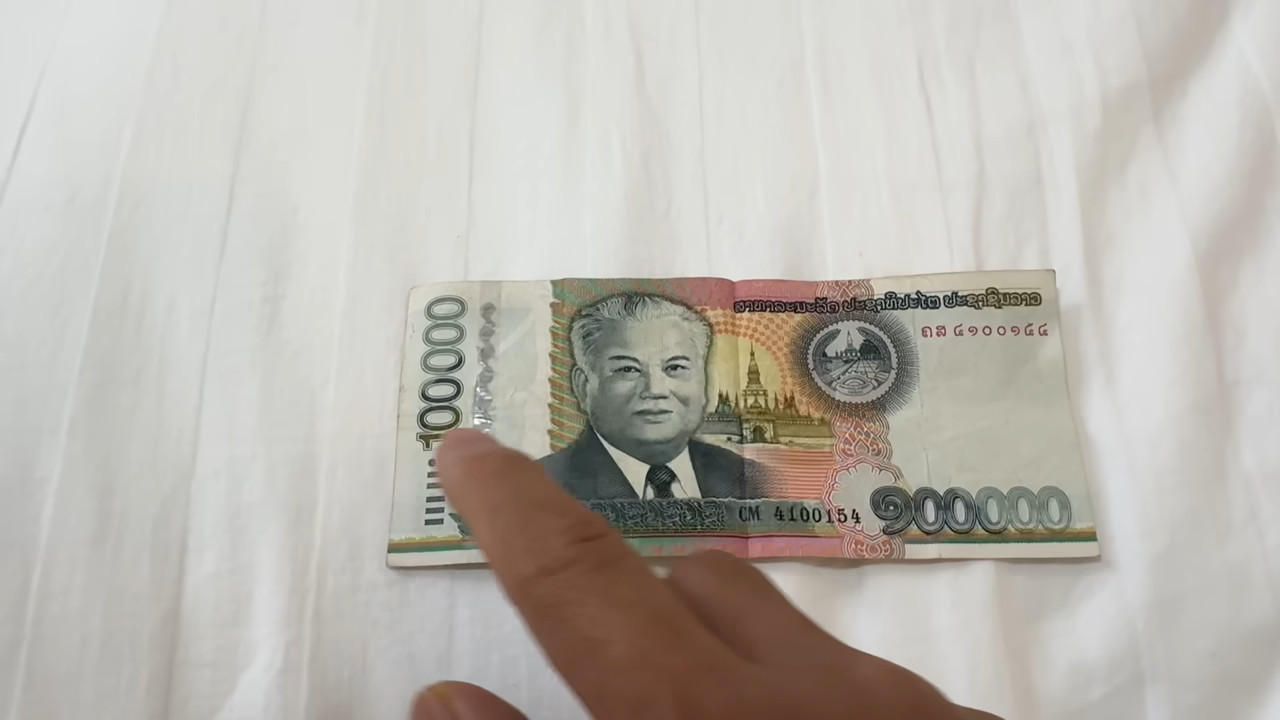 100000
ສາທາລະນະລັດ ປະຊາທິປະໄຕ ປະຊາຊົນລາວ
ຄສ ໔໑໐໐໑໕໔
CM 4100154
໑໐໐໐໐໐